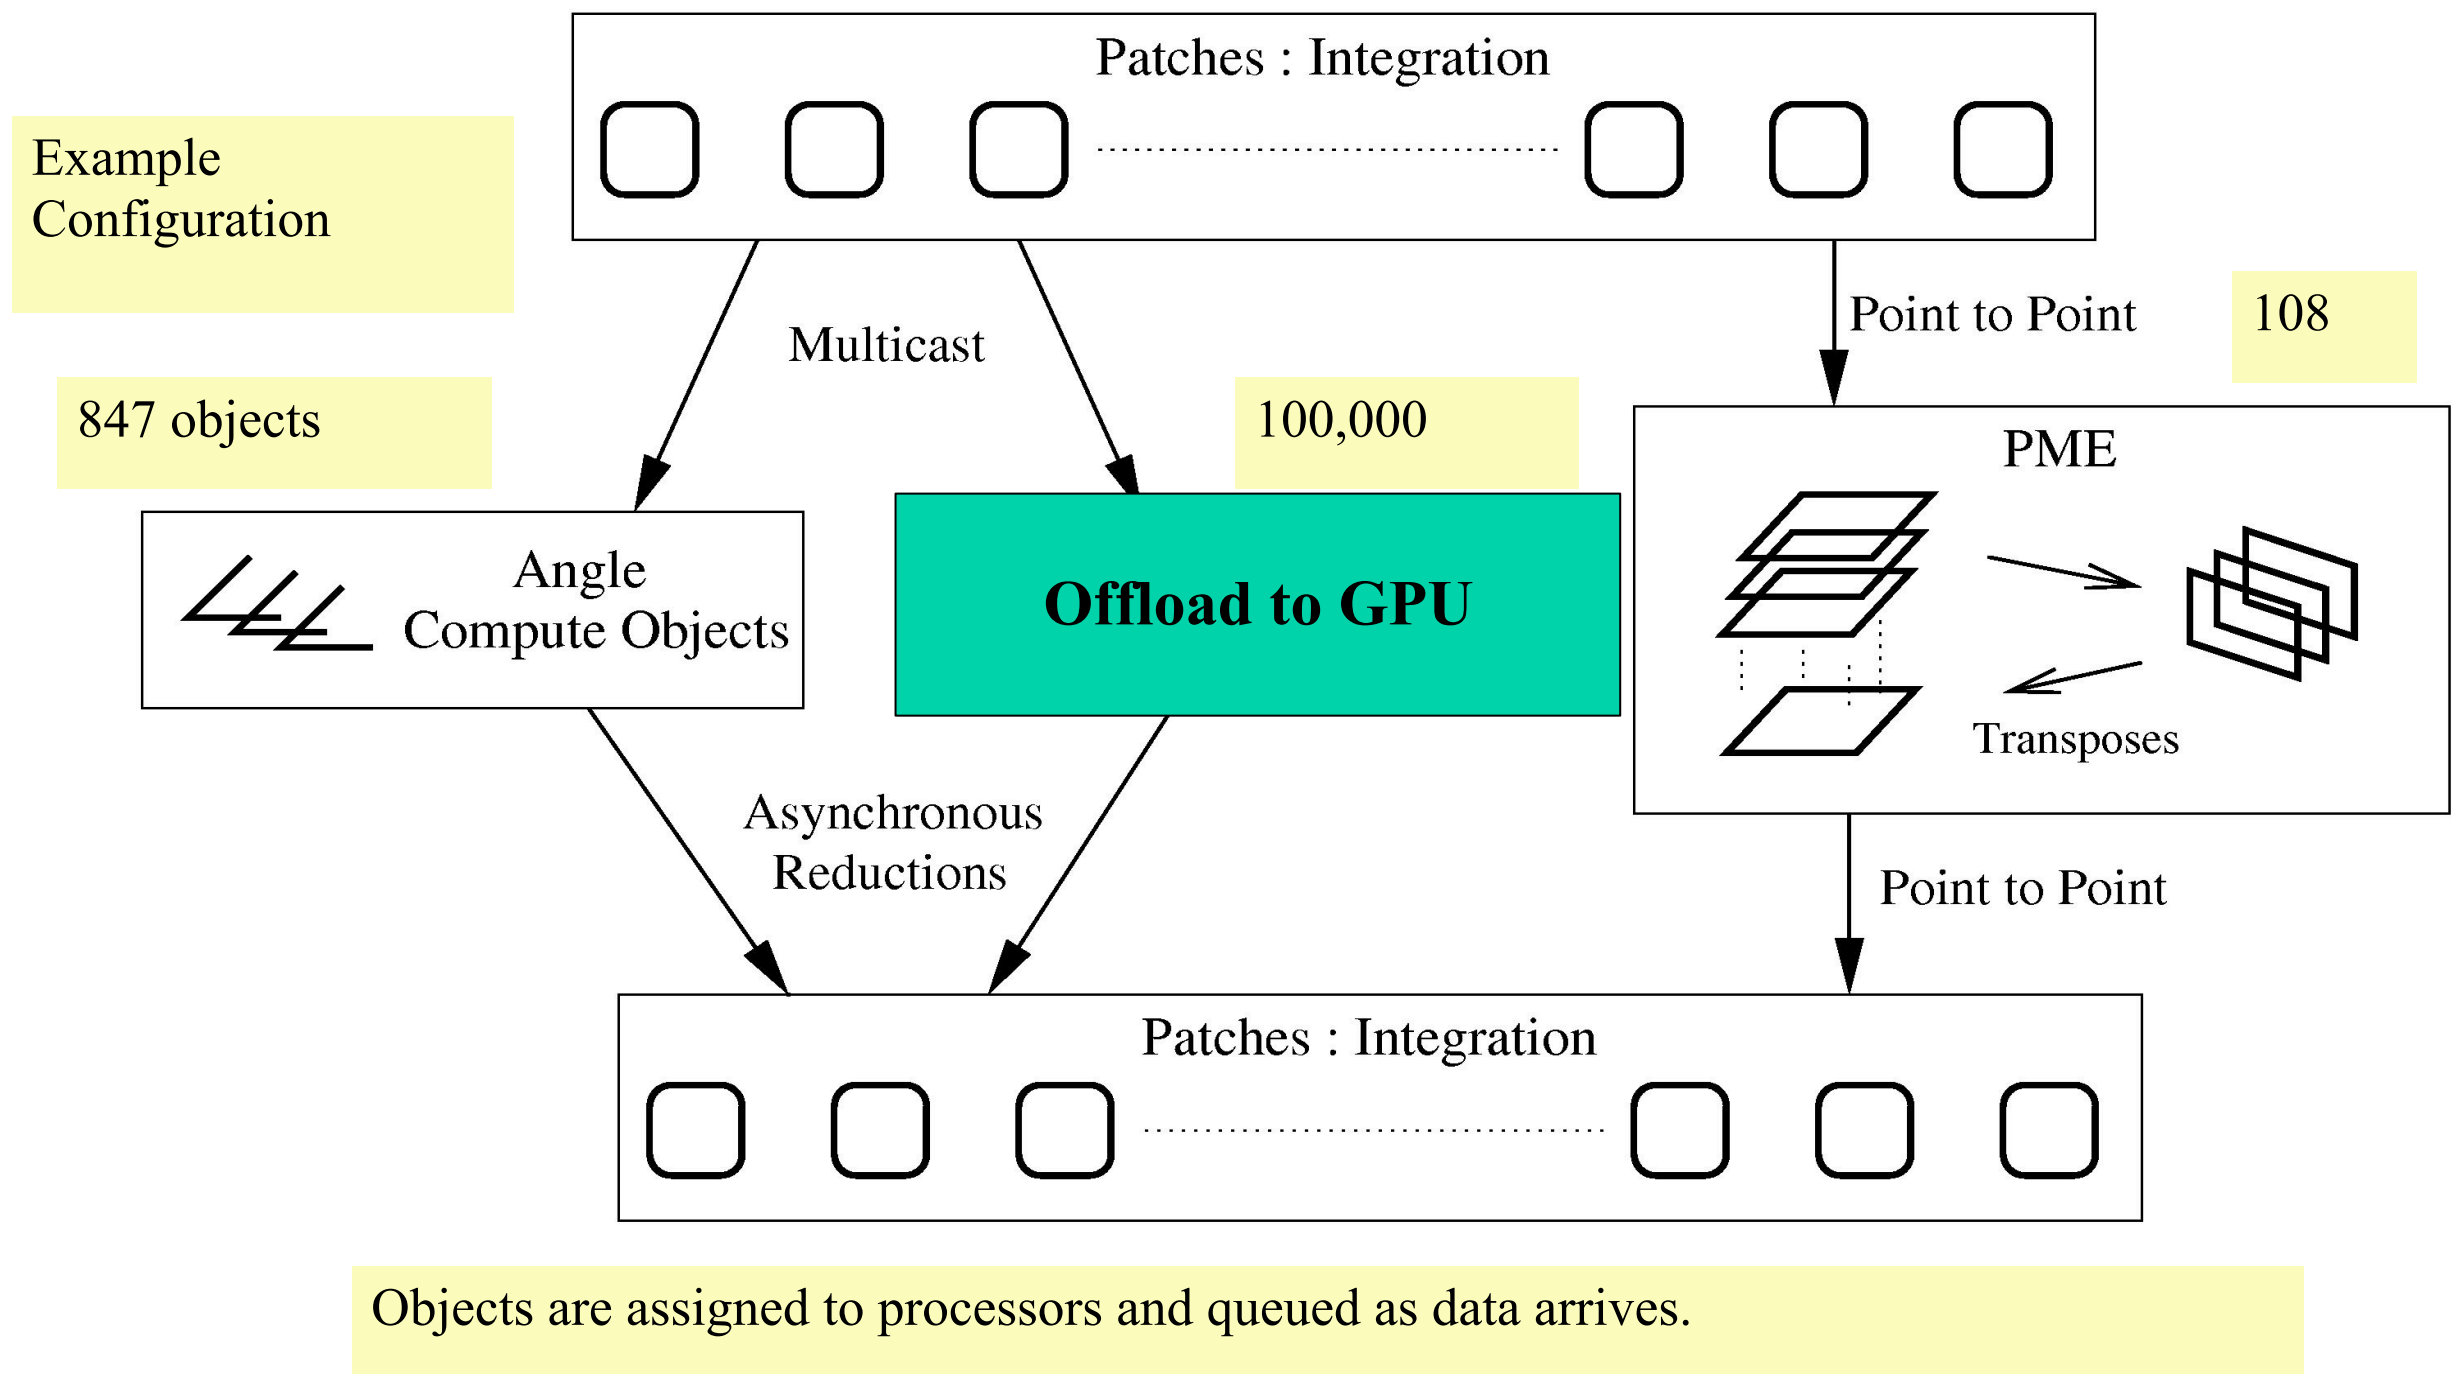 Patches : Integration
Example
Configuration
Multicast
Point to Point
108
847 objects
100,000
PME
Angle
Compute Objects
Offload to GPU
Transposes
Asynchronous
Reductions
Point to Point
Patches : Integration
Objects are assigned to processors and queued as data arrives.